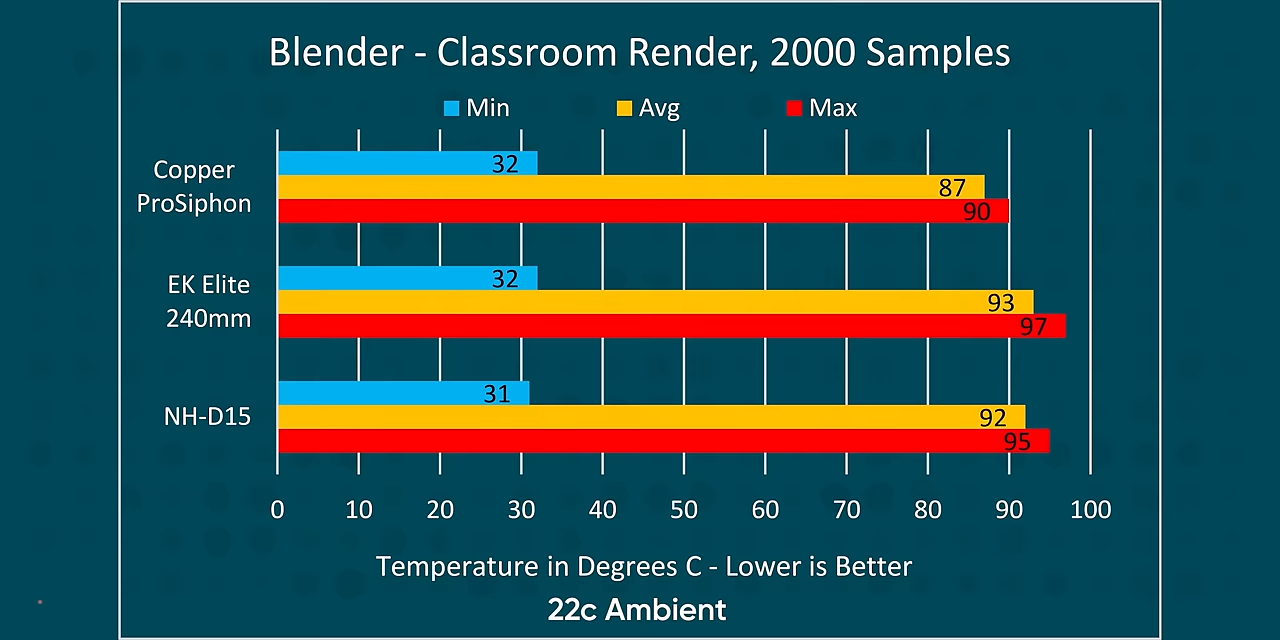 Blender - Classroom Render, 2000 Samples
Min Avg Max
Copper
ProSiphon
32
87
90
EK Elite
240mm
32
93
97
NH-D15
31
92
95
0 10 20 30 40 50 60 70 80 90 100
Temperature in Degrees C - Lower is Better
22c Ambient